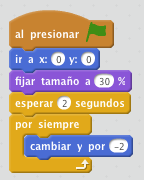 al presionar
ir a x: 0 y: 0
fijar tamaño a 30 %
esperar 2 segundos
por siempre
cambiar y por -2